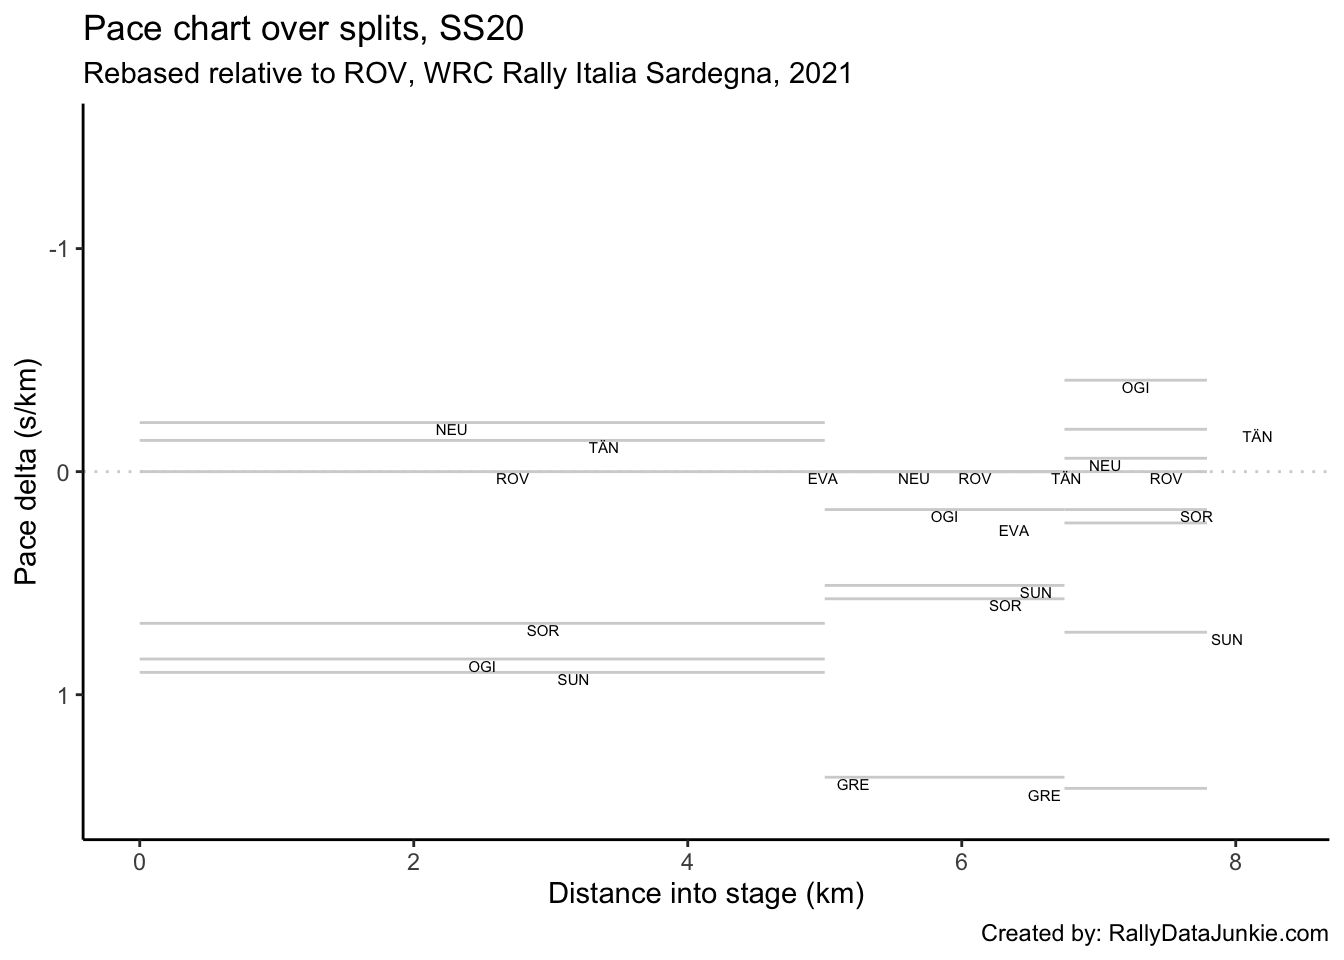 Pace chart over splits, SS20
Rebased relative to ROV, WRC Rally Italia Sardegna, 2021
Pace delta (s/km)
-1
0
1
OGI
NEU
TÄN
TÄN
NEU
ROV
EVA
NEU
ROV
TÄN
ROV
OGI
SOR
EVA
SUN
SOR
SOR
SUN
OGI
SUN
GRE
GRE
0
2
4
6
8
Distance into stage (km)
Created by: RallyDataJunkie.com